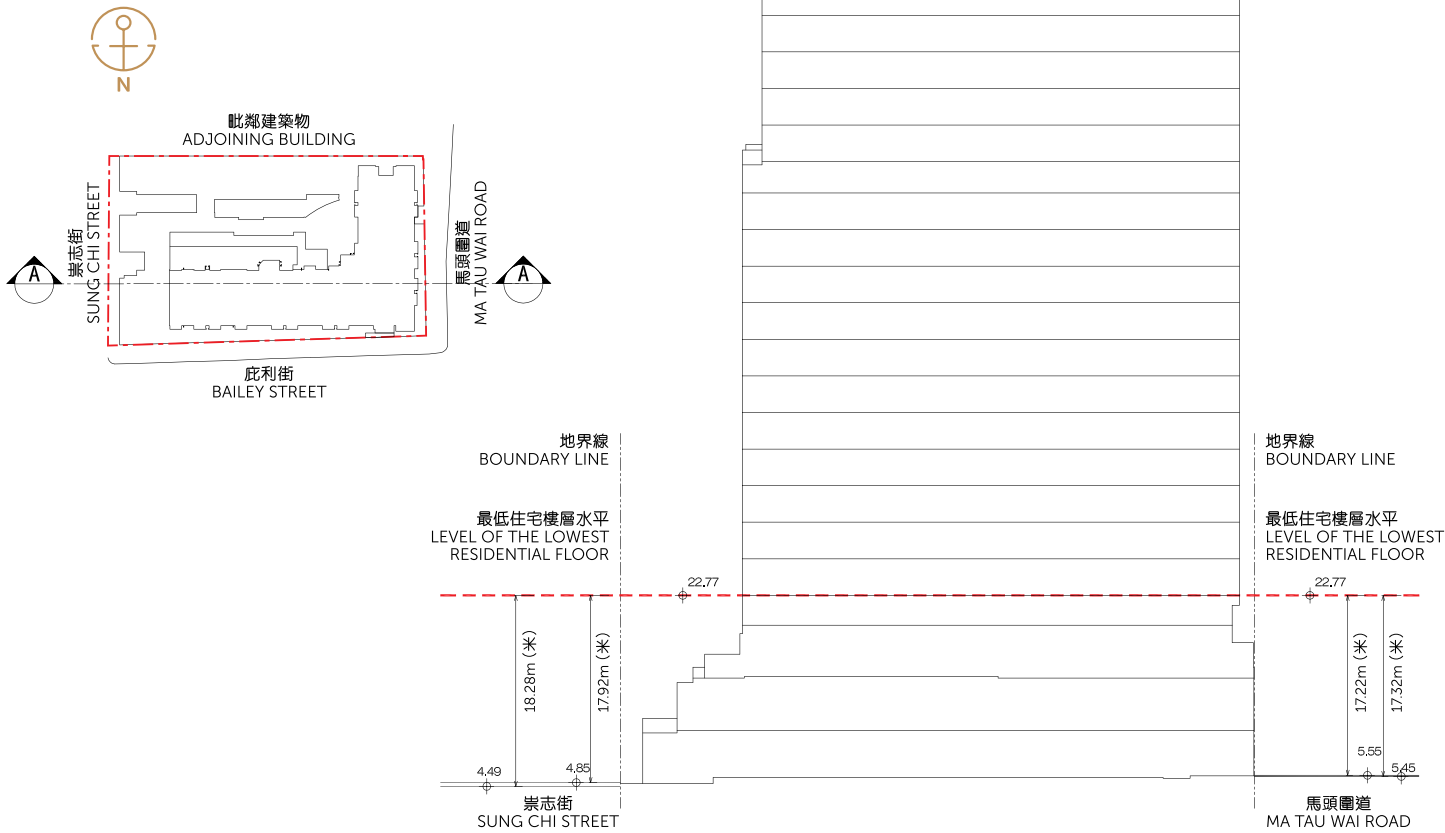 N
毗鄰建築物
ADJOINING BUILDING
崇志街
SUNG CHI STREET
馬頭圍道
MA TAU WAI ROAD
A
A
庇利街
BAILEY STREET
地界線
BOUNDARY LINE
地界線
BOUNDARY LINE
最低住宅樓層水平
LEVEL OF THE LOWEST
RESIDENTIAL FLOOR
最低住宅樓層水平
LEVEL OF THE LOWEST
RESIDENTIAL FLOOR
22.77
22.77
18.28m (米)
17.92m (米)
17.22m (米)
17.32m (米)
4.49
4.85
5.55
5.45
崇志街
SUNG CHI STREET
馬頭圍道
MA TAU WAI ROAD